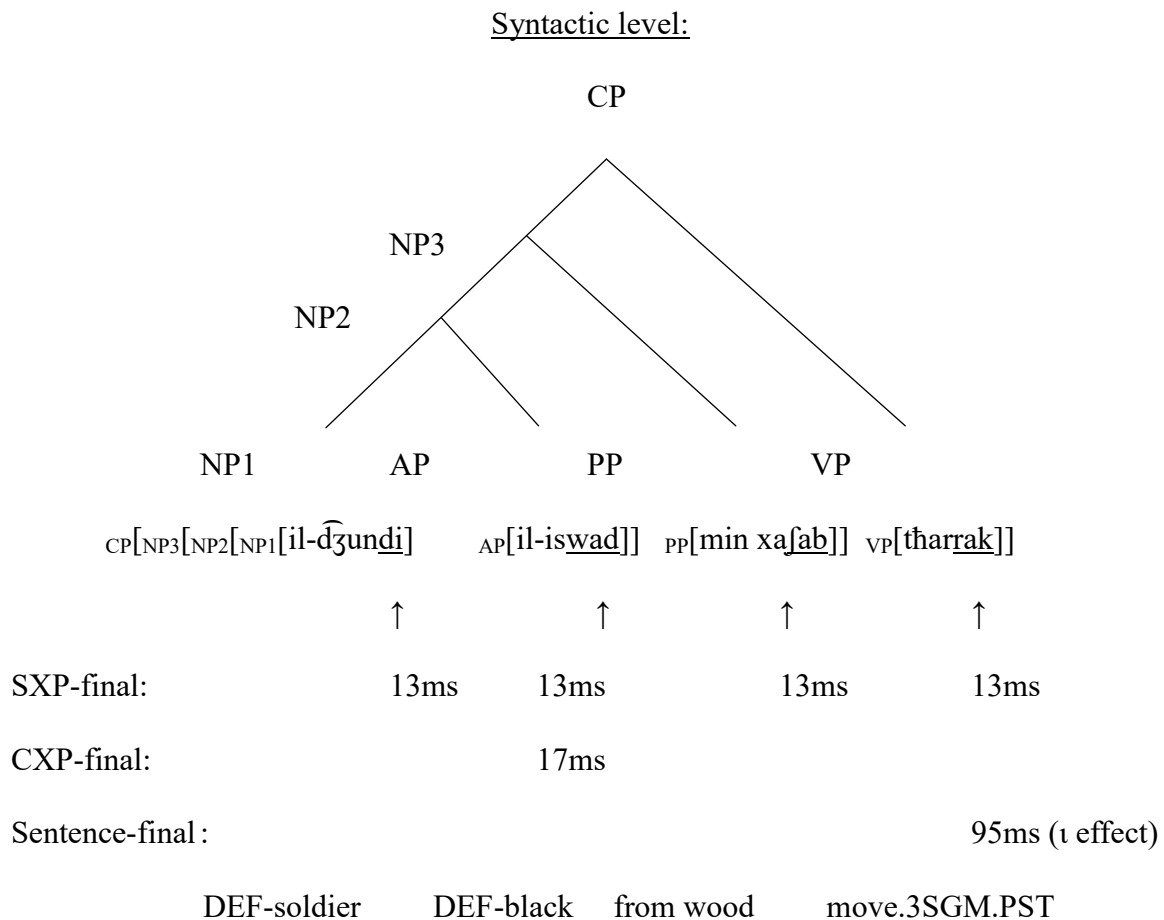 Syntactic level:
CP
NP3
NP2
NP1 AP PP VP
CP[NP3[NP2[NP1[il-d͡ʒundi] AP[il-iswad]] PP[min xaʃab]] VP[tħarrak]]
↑ ↑ ↑ ↑
SXP-final: 13ms 13ms 13ms 13ms
CXP-final: 17ms
Sentence-final: 95ms (ɩ effect)
DEF-soldier DEF-black from wood move.3SGM.PST